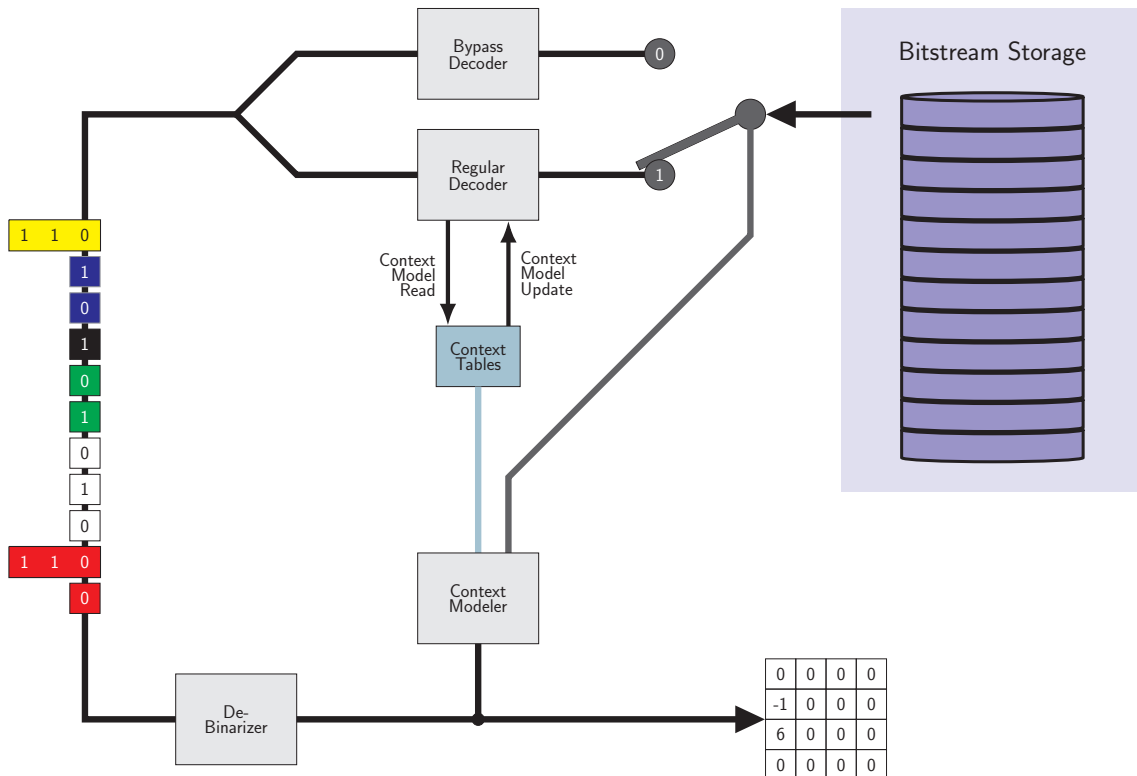 Bypass
Decoder
0
Bitstream Storage
Regular
Decoder
1
1 1 0
1
0
1
0
1
0
1
0
1 1 0
0
Context
Model
Read
Context
Model
Update
Context
Tables
Context
Modeler
De-
Binarizer
0 0 0 0
-1 0 0 0
6 0 0 0
0 0 0 0